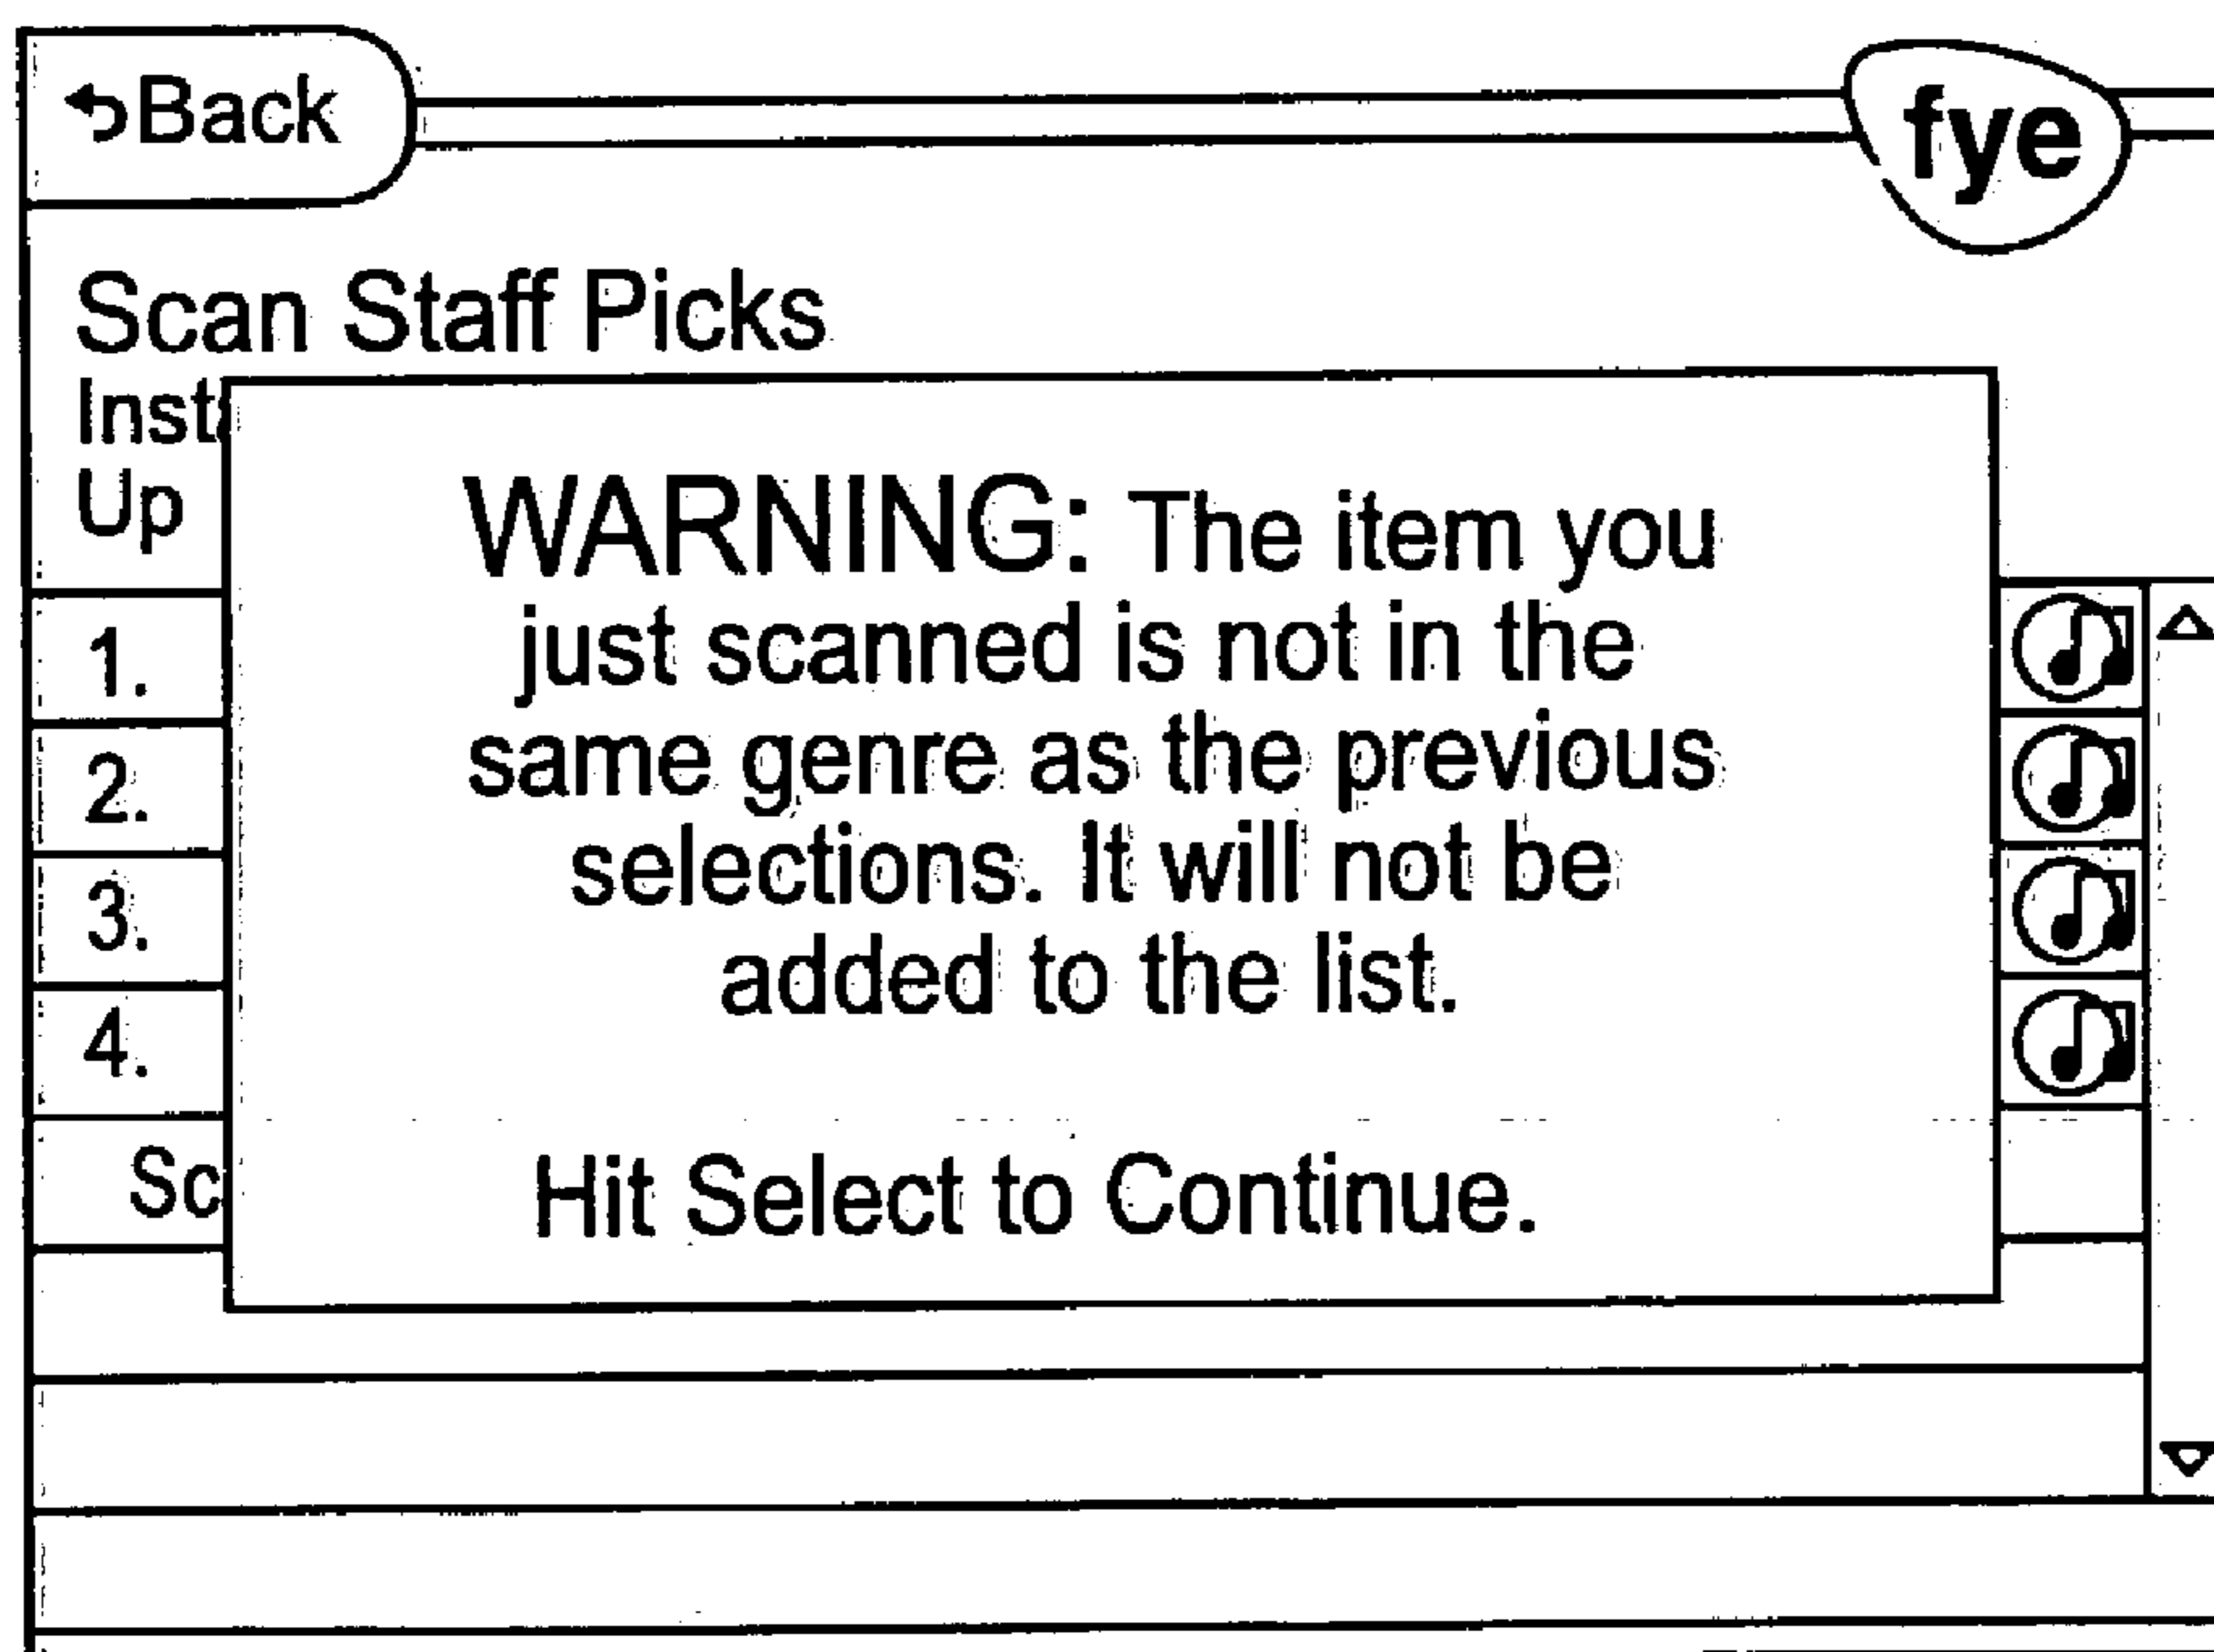 Back
fye
Scan Staff Picks
Up
WARNING: The item you
just scanned is not in the
same genre as the previous
selections. It will not be
added to the list.
Hit Select to Continue.
1.
2.
3.
4.